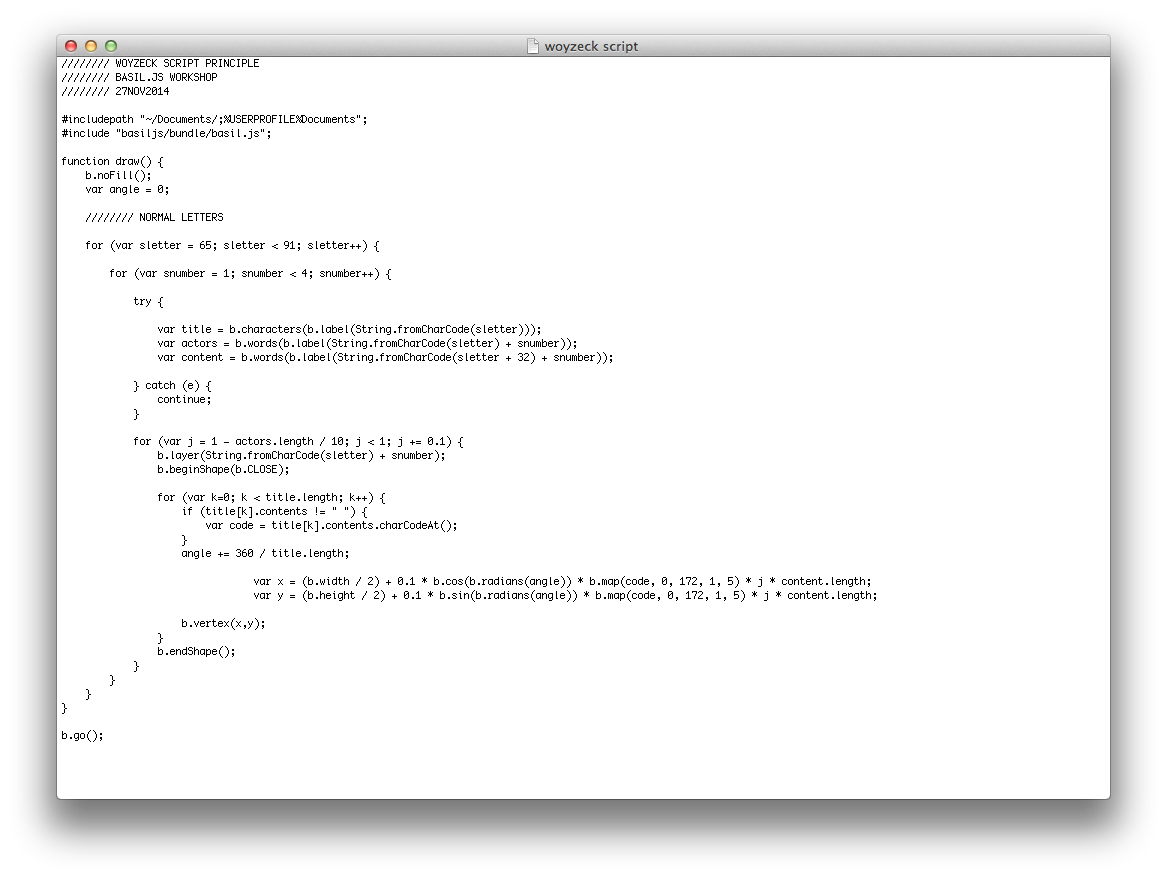 woyzeck script
//////// WOYZECK SCRIPT PRINCIPLE
//////// BASIL.JS WORKSHOP
//////// 27NOV2014
#includepath "~/Documents/;%USERPROFILE%Documents";
#include "basiljs/bundle/basil.js";
function draw() {
    b.noFill();
    var angle = 0;
    //////// NORMAL LETTERS
    for (var sletter = 65; sletter < 91; sletter++) {
        for (var snumber = 1; snumber < 4; snumber++) {
            try {
                var title = b.characters(b.label(String.fromCharCode(sletter)));
                var actors = b.words(b.label(String.fromCharCode(sletter) + snumber));
                var content = b.words(b.label(String.fromCharCode(sletter + 32) + snumber));
            } catch (e) {
                continue;
            }
            for (var j = 1 - actors.length / 10; j < 1; j += 0.1) {
                b.layer(String.fromCharCode(sletter) + snumber);
                b.beginShape(b.CLOSE);
                for (var k=0; k < title.length; k++) {
                    if (title[k].contents != " ") {
                        var code = title[k].contents.charCodeAt();
                    }
                    angle += 360 / title.length;
                                var x = (b.width / 2) + 0.1 * b.cos(b.radians(angle)) * b.map(code, 0, 172, 1, 5) * j * content.length;
                                var y = (b.height / 2) + 0.1 * b.sin(b.radians(angle)) * b.map(code, 0, 172, 1, 5) * j * content.length;
                    b.vertex(x,y);
                }
                b.endShape();
            }
        }
    }
}
b.go();